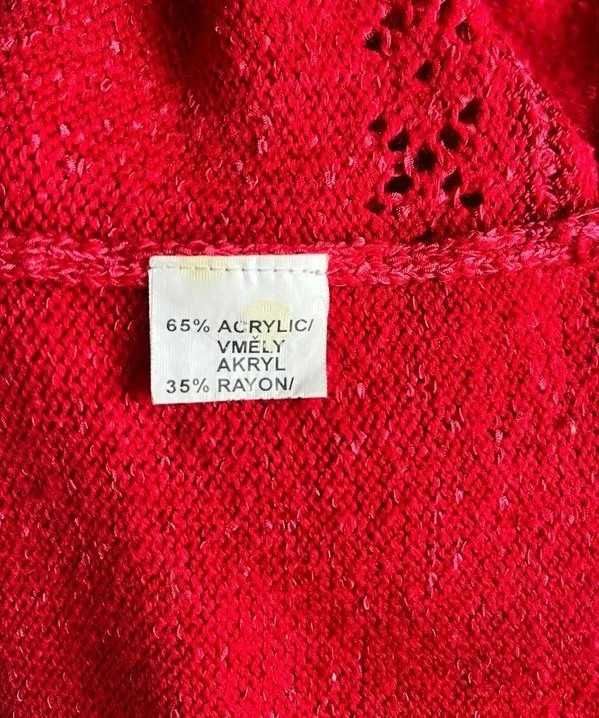 65% ACRYLIC/
VMĚLY
AKRYL
35% RAYON/